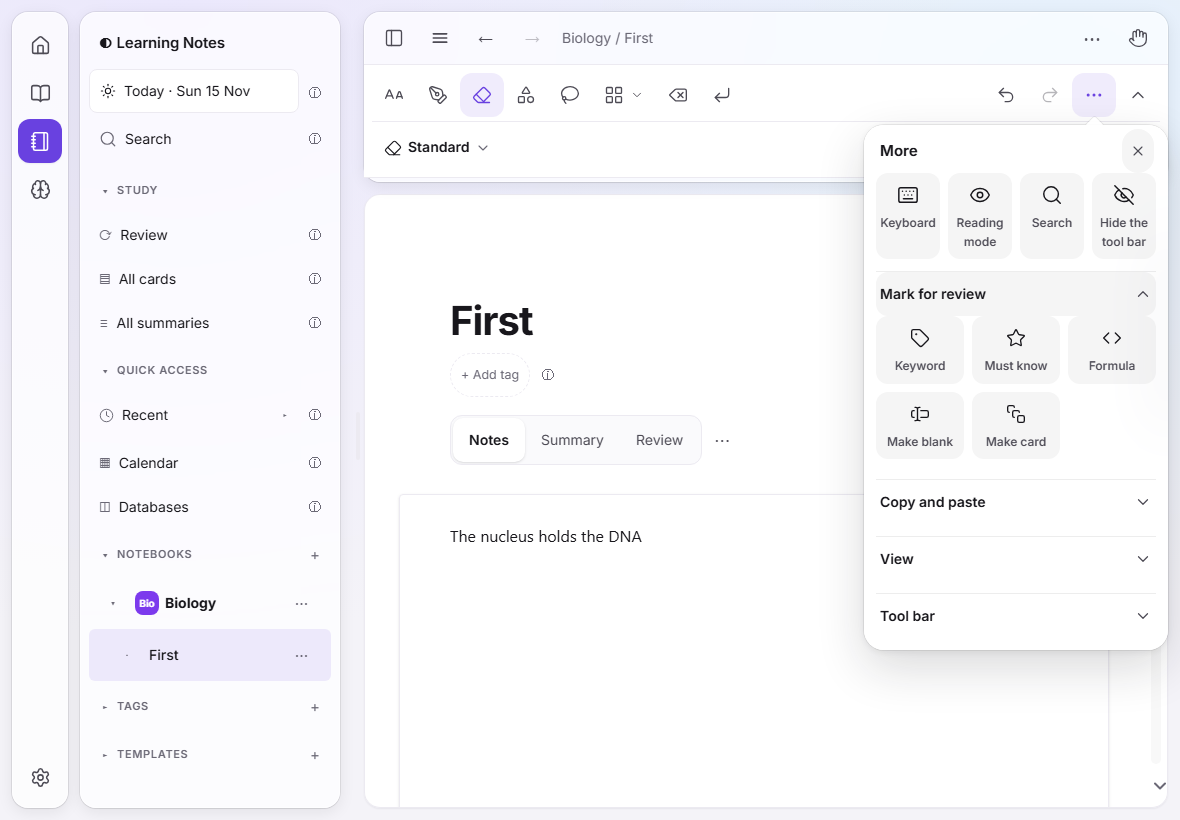 Learning Notes
Today · Sun 15 Nov
Search
STUDY
Review
All cards
All summaries
QUICK ACCESS
Recent
Calendar
Databases
NOTEBOOKS
Bio Biology
First
TAGS
TEMPLATES
Biology / First
AA
Standard
First
+ Add tag
Notes Summary Review
The nucleus holds the DNA
More
Keyboard
Reading mode
Search
Hide the tool bar
Mark for review
Keyword
Must know
Formula
Make blank
Make card
Copy and paste
View
Tool bar